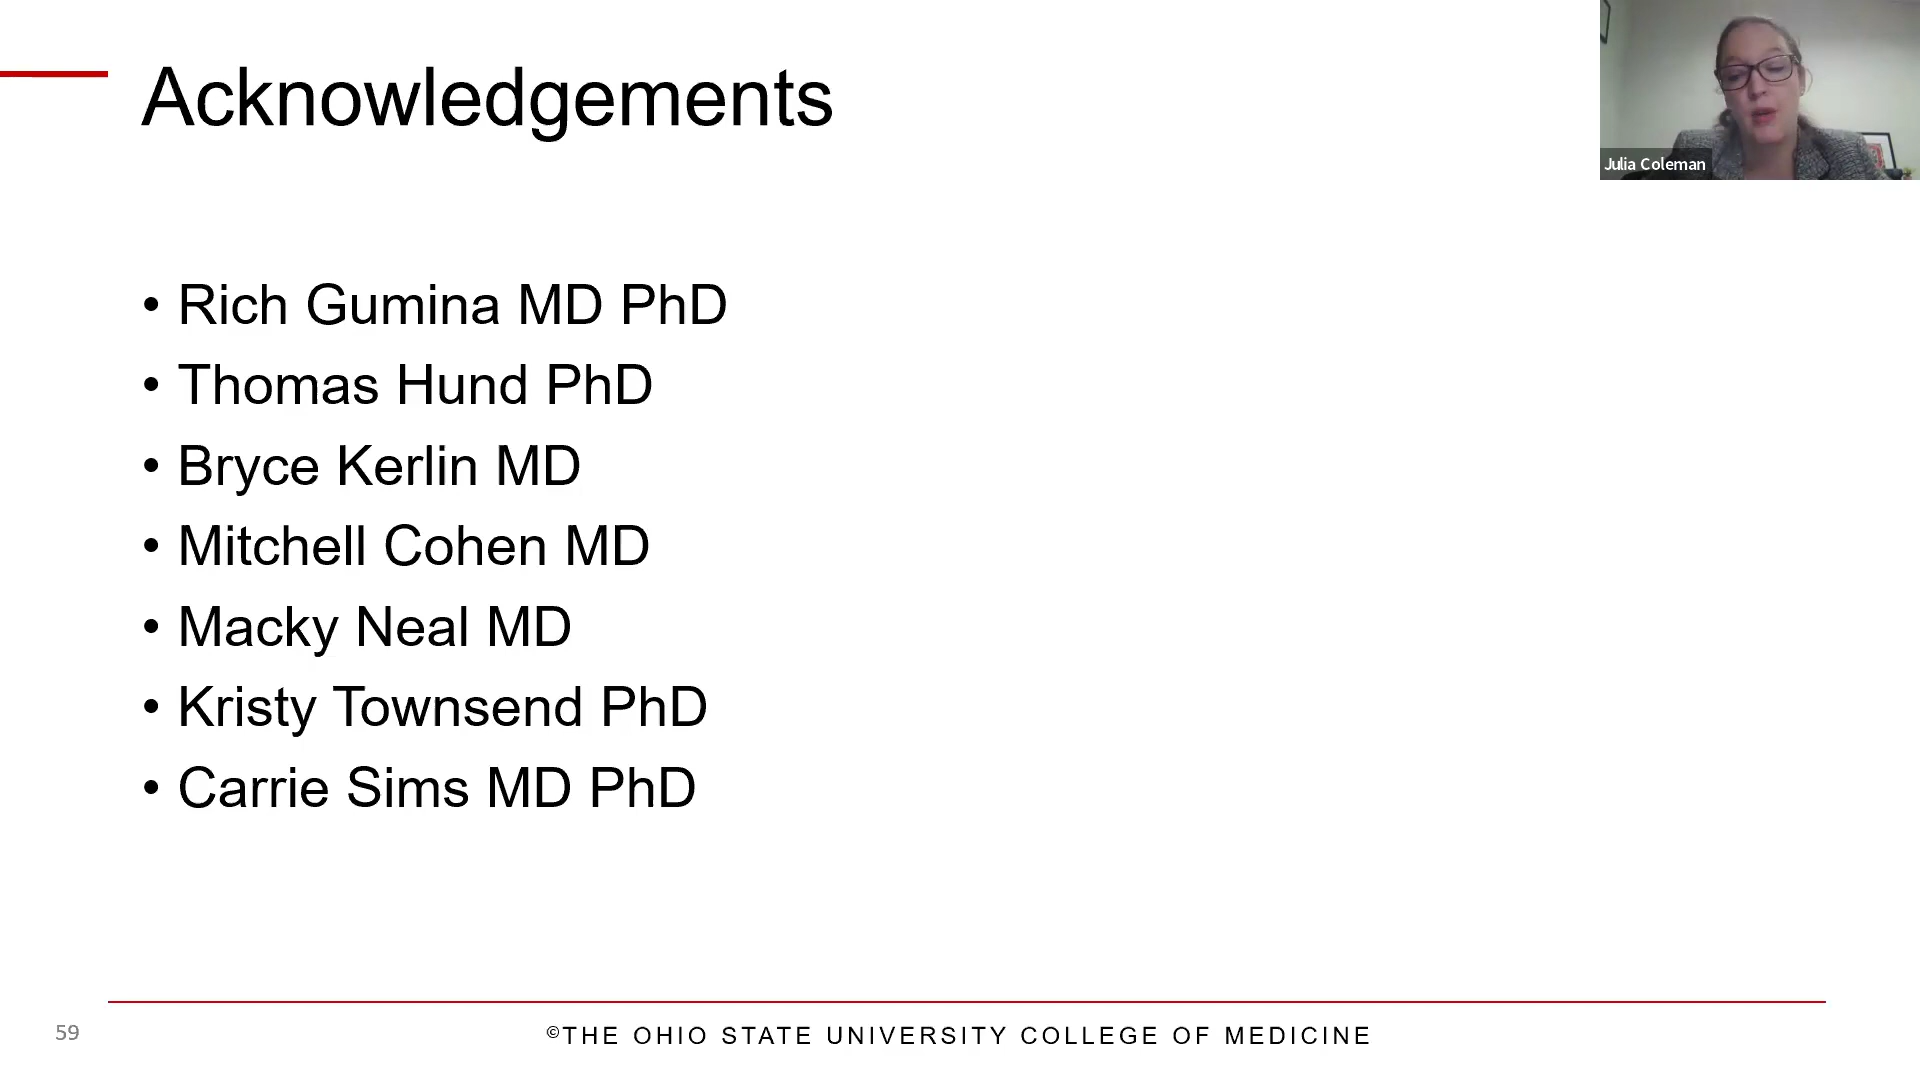 Acknowledgements
Julia Coleman
• Rich Gumina MD PhD
• Thomas Hund PhD
• Bryce Kerlin MD
• Mitchell Cohen MD
• Macky Neal MD
• Kristy Townsend PhD
• Carrie Sims MD PhD
59
©THE OHIO STATE UNIVERSITY COLLEGE OF MEDICINE